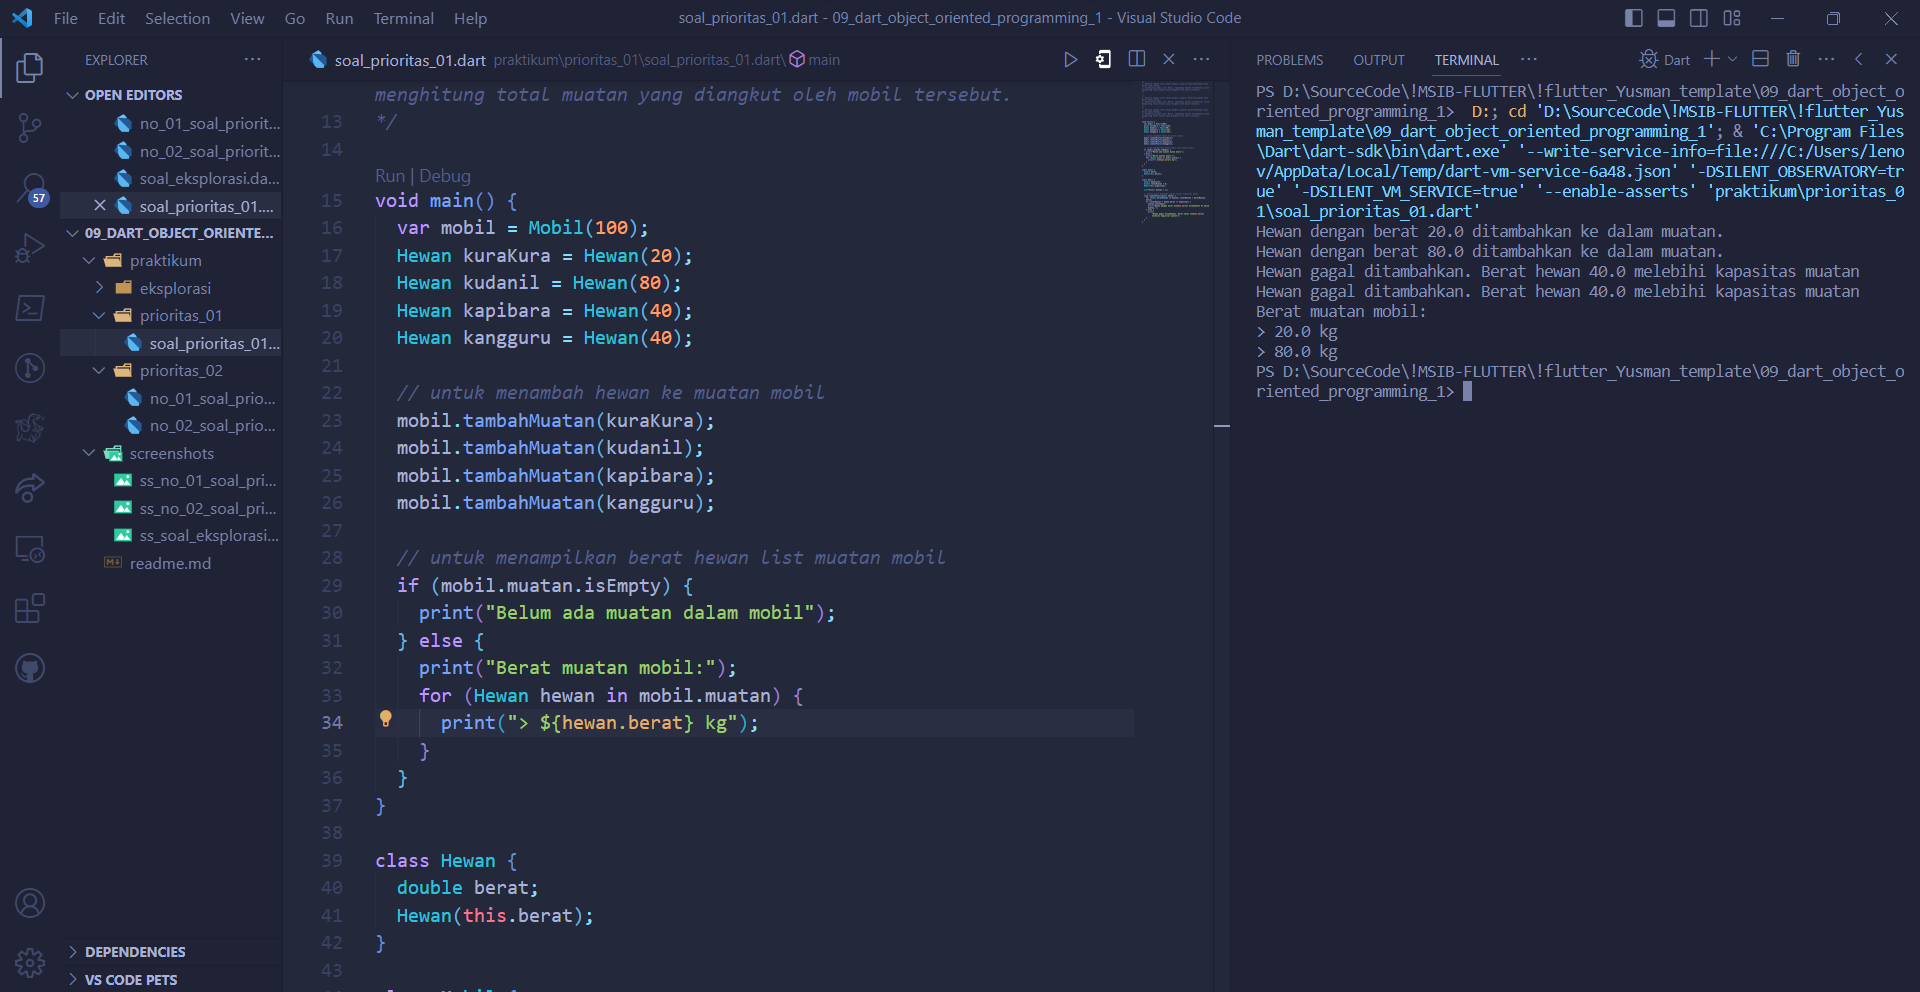 File Edit Selection View Go Run Terminal Help
soal_prioritas_01.dart - 09_dart_object_oriented_programming_1 - Visual Studio Code
EXPLORER
OPEN EDITORS
no_01_soal_priorit...
no_02_soal_priorit...
soal_eksplorasi.da...
soal_prioritas_01....
09_DART_OBJECT_ORIENTE...
praktikum
eksplorasi
prioritas_01
soal_prioritas_01...
prioritas_02
no_01_soal_prio...
no_02_soal_prio...
screenshots
ss_no_01_soal_pri...
ss_no_02_soal_pri...
ss_soal_eksplorasi...
readme.md
DEPENDENCIES
VS CODE PETS
57
soal_prioritas_01.dart praktikum\prioritas_01\soal_prioritas_01.dart\ main
menghitung total muatan yang diangkut oleh mobil tersebut.
13 */
14
Run | Debug
15 void main() {
16 var mobil = Mobil(100);
17 Hewan kuraKura = Hewan(20);
18 Hewan kudanil = Hewan(80);
19 Hewan kapibara = Hewan(40);
20 Hewan kangguru = Hewan(40);
21
22 // untuk menambah hewan ke muatan mobil
23 mobil.tambahMuatan(kuraKura);
24 mobil.tambahMuatan(kudanil);
25 mobil.tambahMuatan(kapibara);
26 mobil.tambahMuatan(kangguru);
27
28 // untuk menampilkan berat hewan list muatan mobil
29 if (mobil.muatan.isEmpty) {
30 print("Belum ada muatan dalam mobil");
31 } else {
32 print("Berat muatan mobil:");
33 for (Hewan hewan in mobil.muatan) {
34 print("> ${hewan.berat} kg");
35 }
36 }
37 }
38
39 class Hewan {
40 double berat;
41 Hewan(this.berat);
42 }
43
PROBLEMS OUTPUT TERMINAL ... Dart
PS D:\SourceCode\!MSIB-FLUTTER\!flutter_Yusman_template\09_dart_object_o
riented_programming_1> D:; cd 'D:\SourceCode\!MSIB-FLUTTER\!flutter_Yus
man_template\09_dart_object_oriented_programming_1'; & 'C:\Program Files
\Dart\dart-sdk\bin\dart.exe' '--write-service-info=file:///C:/Users/leno
v/AppData/Local/Temp/dart-vm-service-6a48.json' '-DSILENT_OBSERVATORY=tr
ue' '-DSILENT_VM_SERVICE=true' '--enable-asserts' 'praktikum\prioritas_0
1\soal_prioritas_01.dart'
Hewan dengan berat 20.0 ditambahkan ke dalam muatan.
Hewan dengan berat 80.0 ditambahkan ke dalam muatan.
Hewan gagal ditambahkan. Berat hewan 40.0 melebihi kapasitas muatan
Hewan gagal ditambahkan. Berat hewan 40.0 melebihi kapasitas muatan
Berat muatan mobil:
> 20.0 kg
> 80.0 kg
PS D:\SourceCode\!MSIB-FLUTTER\!flutter_Yusman_template\09_dart_object_o
riented_programming_1>